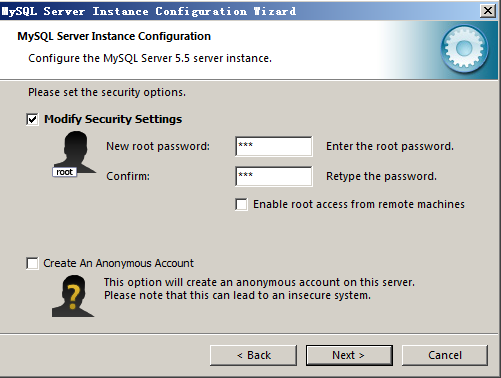 MySQL Server Instance Configuration Wizard
MySQL Server Instance Configuration
Configure the MySQL Server 5.5 server instance.
Please set the security options.
Modify Security Settings
New root password: *** Enter the root password.
root
Confirm: *** Retype the password.
Enable root access from remote machines
Create An Anonymous Account
This option will create an anonymous account on this server.
Please note that this can lead to an insecure system.
< Back Next > Cancel